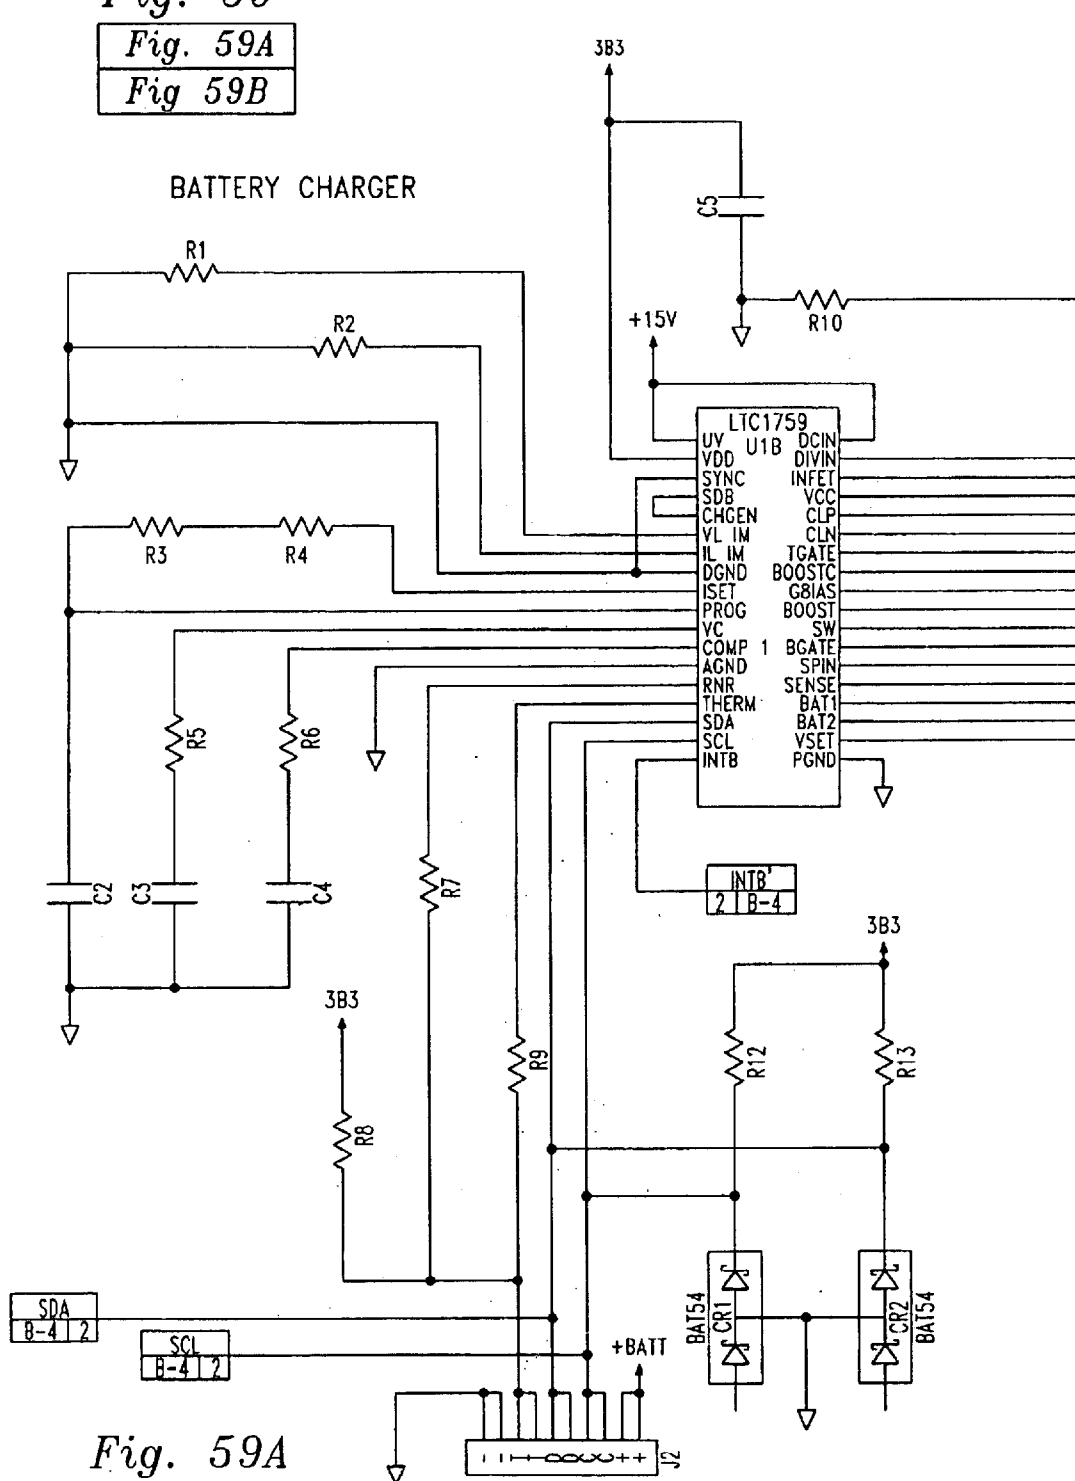 Fig. 59A
Fig 59B
3B3
BATTERY CHARGER
C5
R1
R2
+15V
R10
LTC1759
U1B
UV DCIN
VDD DIVIN
SYNC INFET
SDB VCC
CHGEN CLP
VL IM CLN
IL IM TGATE
DGND BOOSTC
ISET G8IAS
PROG BOOST
VC SW
COMP 1 BGATE
AGND SPIN
RNR SENSE
THERM BAT1
SDA BAT2
SCL VSET
INTB PGND
R3
R4
R5
R6
C2
C3
C4
R7
INTB'
2 B-4
3B3
3B3
R9
R12
R13
R8
SDA
B-4 2
SCL
B-4 2
+BATT
BAT54
CR1
CR2
BAT54
J2
- - T T D D C C + +
Fig. 59A